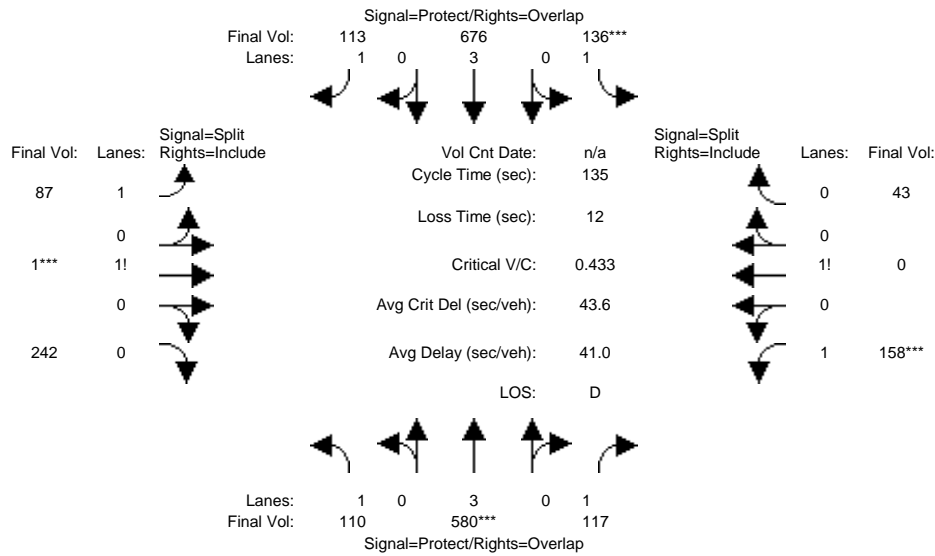 Signal=Protect/Rights=Overlap
Final Vol: 113 676 136***
Lanes: 1 0 3 0 1
Signal=Split
Final Vol: Lanes: Rights=Include
Vol Cnt Date: n/a
Signal=Split
Rights=Include Lanes: Final Vol:
Cycle Time (sec): 135
87 1
0 43
Loss Time (sec): 12
0
0
1*** 1!
Critical V/C: 0.433
1! 0
0
Avg Crit Del (sec/veh): 43.6
0
242 0
Avg Delay (sec/veh): 41.0
1 158***
LOS: D
Lanes: 1 0 3 0 1
Final Vol: 110 580*** 117
Signal=Protect/Rights=Overlap